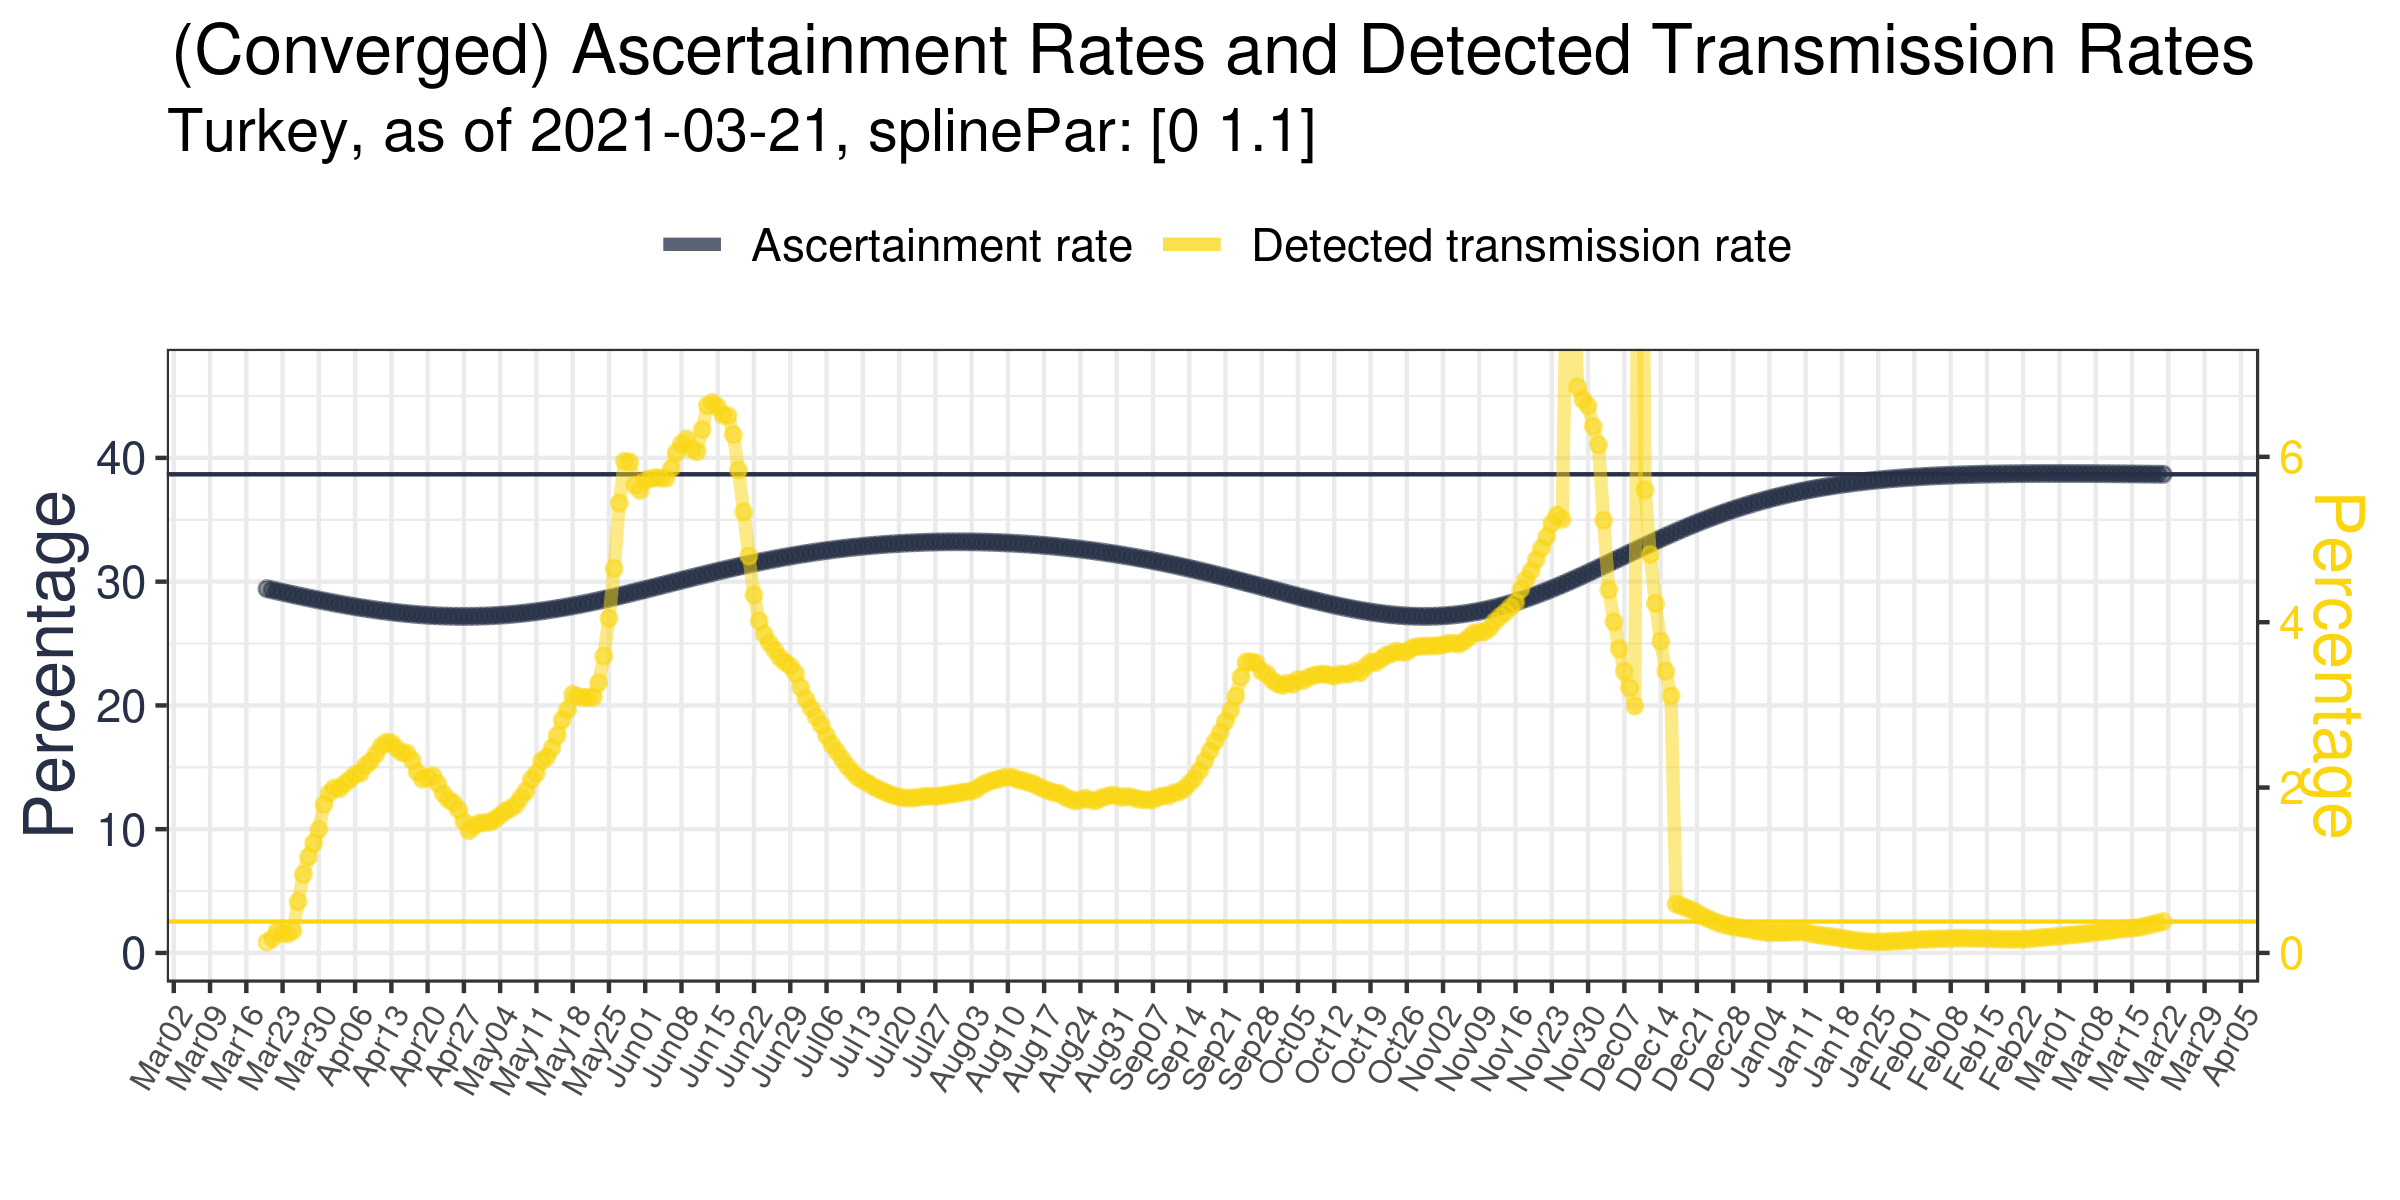 (Converged) Ascertainment Rates and Detected Transmission Rates
Turkey, as of 2021-03-21, splinePar: [0 1.1]
Ascertainment rate
Detected transmission rate
Percentage
40
30
20
10
0
6
4
2
0
Percentage
Mar02
Mar09
Mar16
Mar23
Mar30
Apr06
Apr13
Apr20
Apr27
May04
May11
May18
May25
Jun01
Jun08
Jun15
Jun22
Jun29
Jul06
Jul13
Jul20
Jul27
Aug03
Aug10
Aug17
Aug24
Aug31
Sep07
Sep14
Sep21
Sep28
Oct05
Oct12
Oct19
Oct26
Nov02
Nov09
Nov16
Nov23
Nov30
Dec07
Dec14
Dec21
Dec28
Jan04
Jan11
Jan18
Jan25
Feb01
Feb08
Feb15
Feb22
Mar01
Mar08
Mar15
Mar22
Mar29
Apr05